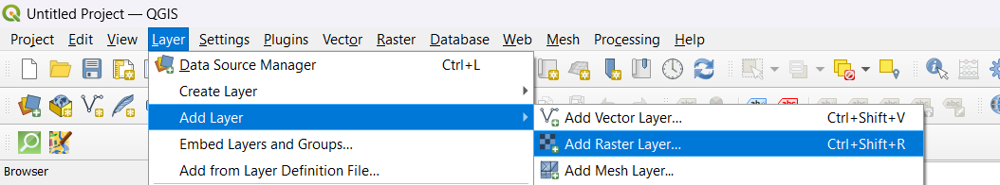 Untitled Project — QGIS
Project Edit View Layer Settings Plugins Vector Raster Database Web Mesh Processing Help
Data Source Manager Ctrl+L
Create Layer
Add Layer
Add Vector Layer... Ctrl+Shift+V
Embed Layers and Groups...
Add Raster Layer... Ctrl+Shift+R
Add from Layer Definition File...
Add Mesh Layer...
Browser